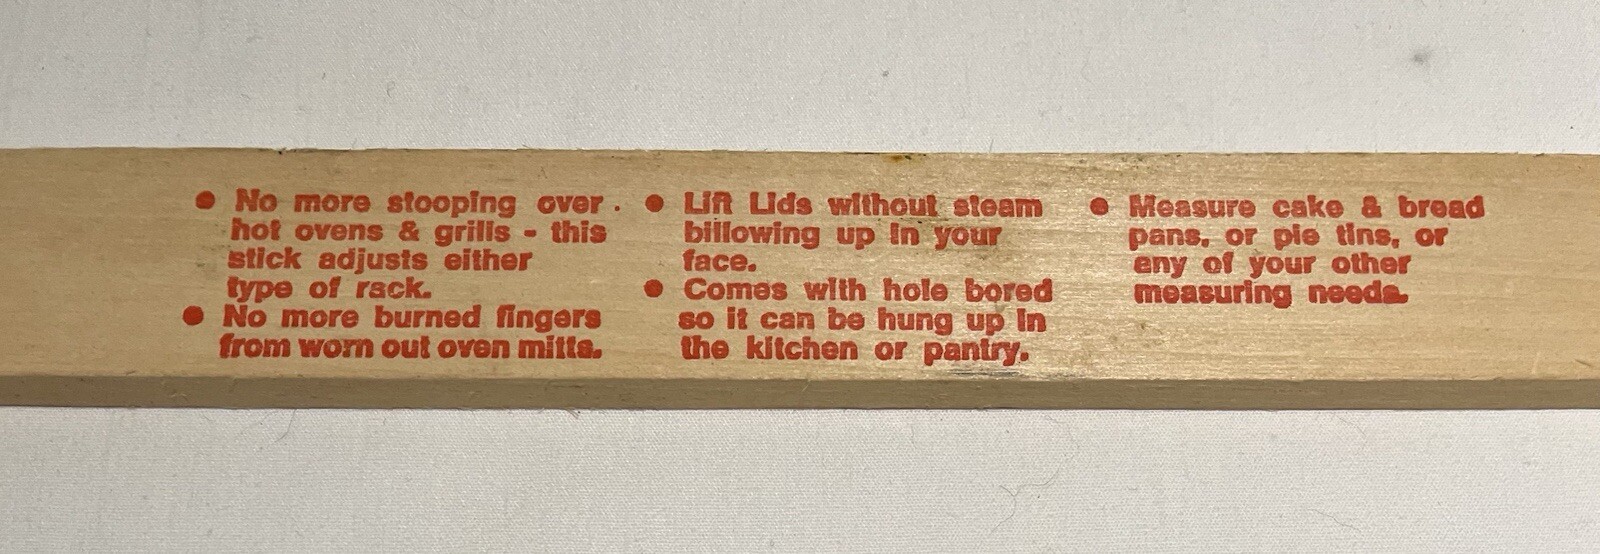 • No more stooping over
hot ovens & grills - this
stick adjusts either
type of rack.
• No more burned fingers
from worn out oven mitts.
• Lift Lids without steam
billowing up in your
face.
• Comes with hole bored
so it can be hung up in
the kitchen or pantry.
• Measure cake & bread
pans, or pie tins, or
any of your other
measuring needs.